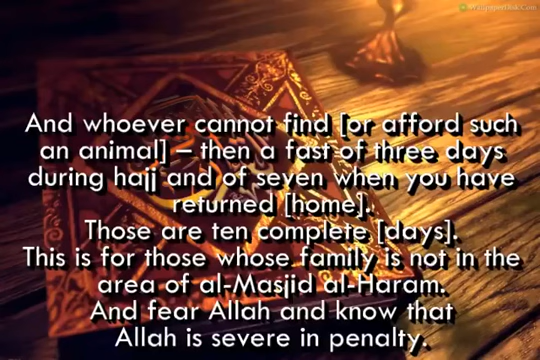 WallpapersDisk.Com
And whoever cannot find [or afford such
an animal] – then a fast of three days
during hajj and of seven when you have
returned [home].
Those are ten complete [days].
This is for those whose family is not in the
area of al-Masjid al-Haram.
And fear Allah and know that
Allah is severe in penalty.